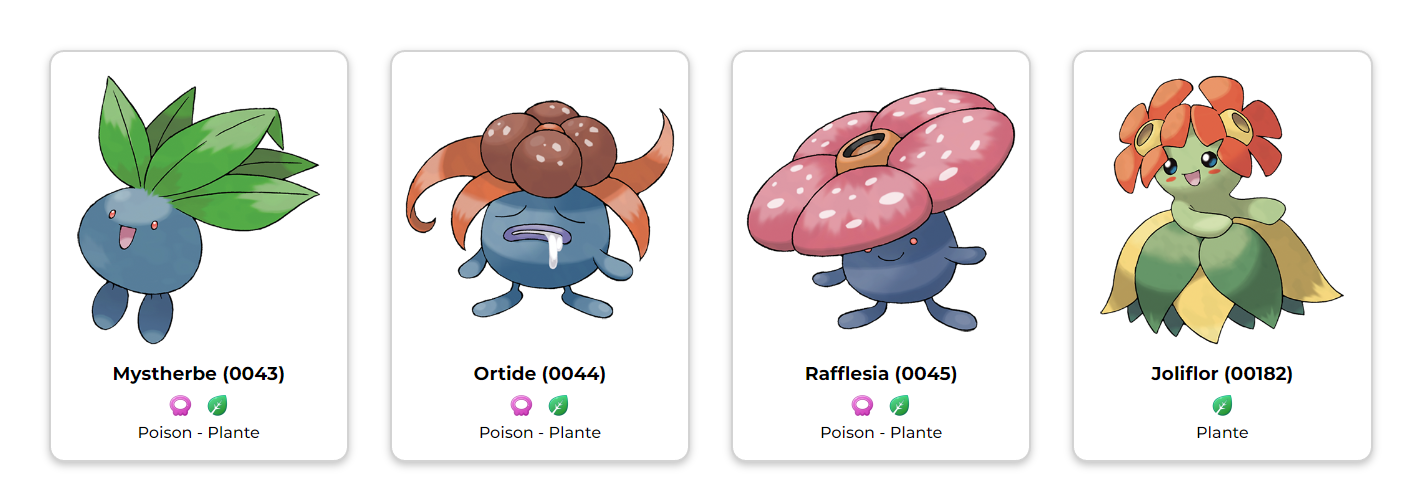 Mystherbe (0043)
Poison - Plante
Ortide (0044)
Poison - Plante
Rafflesia (0045)
Poison - Plante
Joliflor (00182)
Plante